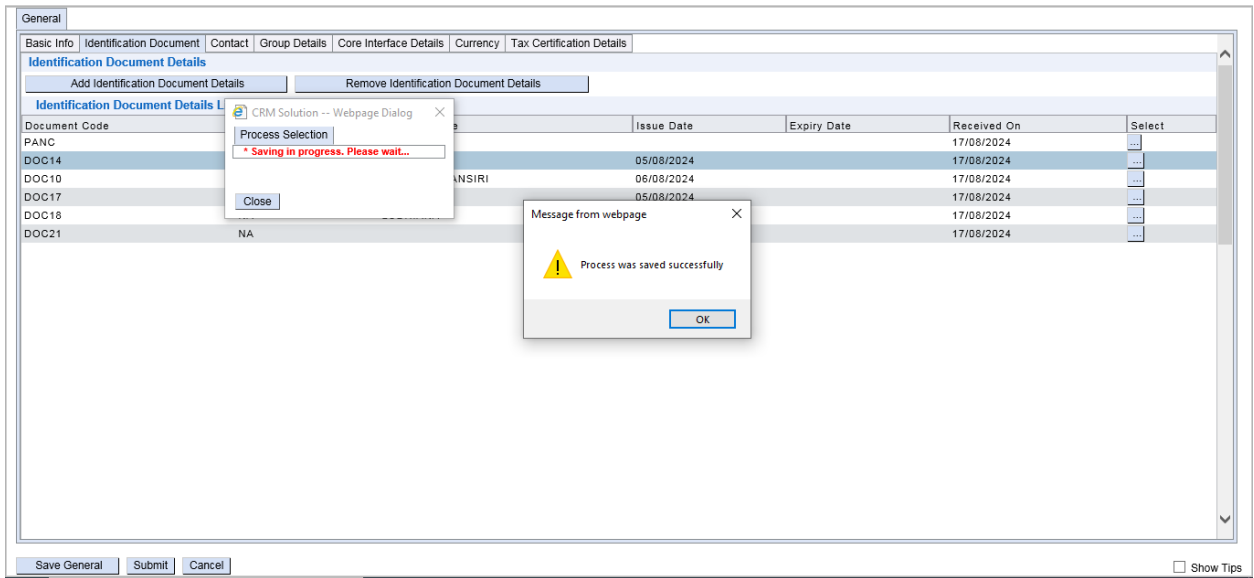 General
Basic Info Identification Document Contact Group Details Core Interface Details Currency Tax Certification Details
Identification Document Details
Add Identification Document Details Remove Identification Document Details
Identification Document Details L
CRM Solution -- Webpage Dialog
Process Selection
* Saving in progress. Please wait...
Close
Document Code Issue Date Expiry Date Received On Select
PANC 17/08/2024 ...
DOC14 05/08/2024 17/08/2024 ...
DOC10 ANSIRI 06/08/2024 17/08/2024 ...
DOC17 05/08/2024 17/08/2024 ...
DOC18 17/08/2024 ...
DOC21 NA 17/08/2024 ...
Message from webpage
Process was saved successfully
OK
Save General Submit Cancel Show Tips